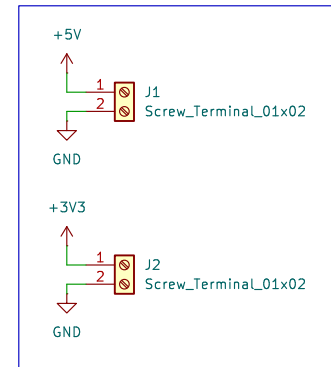 +5V
1 J1
2 Screw_Terminal_01x02
GND
+3V3
1 J2
2 Screw_Terminal_01x02
GND